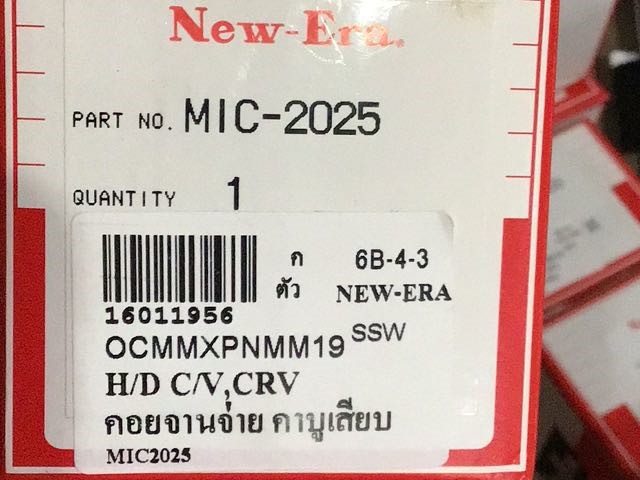 New-Era.
PART NO. MIC-2025
QUANTITY 1
ก 6B-4-3
ตัว NEW-ERA
16011956
OCMMXPNMM19 SSW
H/D C/V,CRV
คอยจานจ่าย คาบูเสียบ
MIC2025